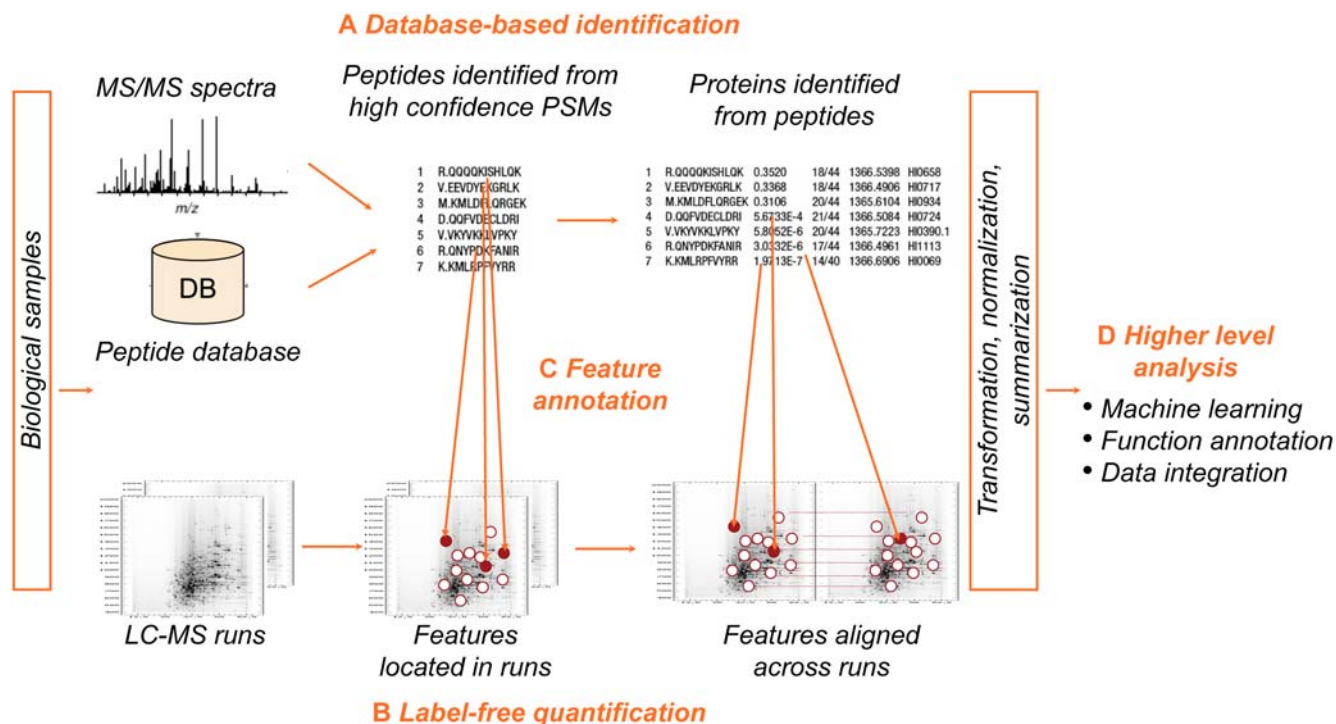 A Database-based identification
MS/MS spectra
m/z
DB
Peptide database
Peptides identified from
high confidence PSMs
1 R.QQQQKISHLQK
2 V.EEVDYEKGRLK
3 M.KMLDFLQRGEK
4 D.QQFVDECLDRI
5 V.VKYVKKLVPKY
6 R.QNYPDKFANIR
7 K.KMLRPFVYRR
Proteins identified
from peptides
1 R.QQQQKISHLQK 0.3520 18/44 1366.5398 HI0658
2 V.EEVDYEKGRLK 0.3368 18/44 1366.4906 HI0717
3 M.KMLDFLQRGEK 0.3106 20/44 1365.6104 HI0934
4 D.QQFVDECLDRI 5.6733E-4 21/44 1366.5084 HI0724
5 V.VKYVKKLVPKY 5.8052E-6 20/44 1365.7223 HI0390.1
6 R.QNYPDKFANIR 3.0332E-6 17/44 1366.4961 HI1113
7 K.KMLRPFVYRR 1.9713E-7 14/40 1366.6906 HI0069
Biological samples
C Feature
annotation
Transformation, normalization,
summarization
D Higher level
analysis
• Machine learning
• Function annotation
• Data integration
LC-MS runs
Features
located in runs
Features aligned
across runs
B Label-free quantification